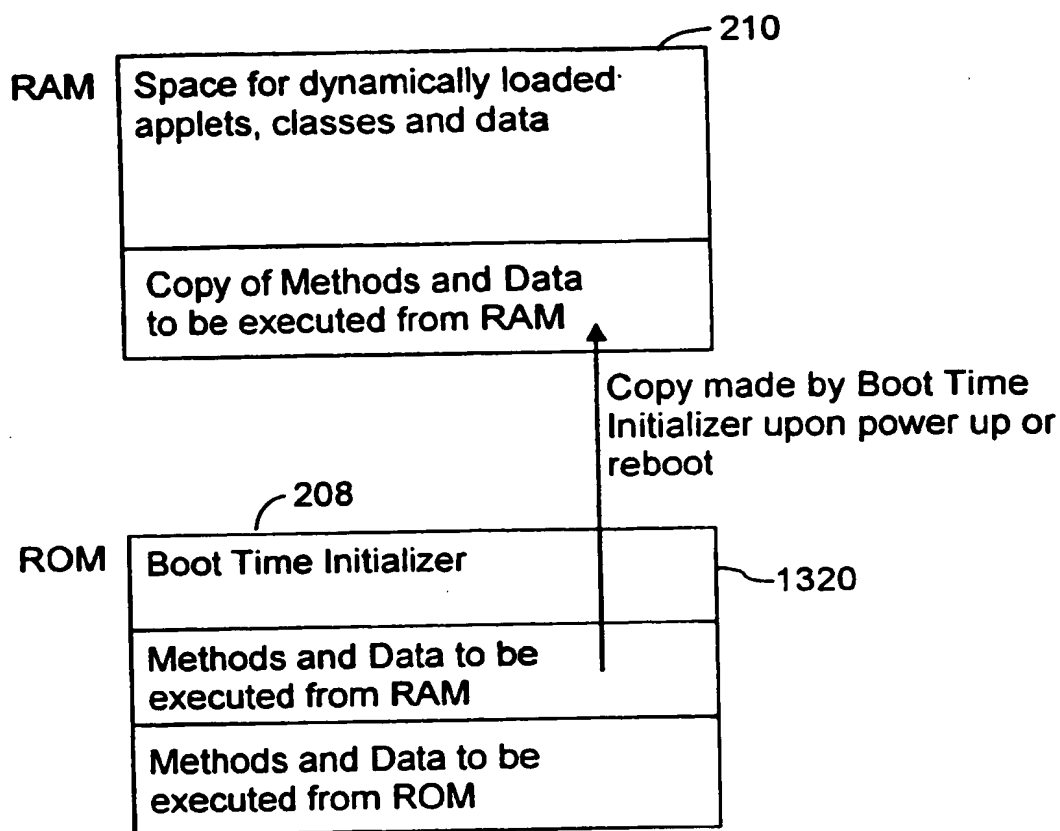 210
RAM
Space for dynamically loaded
applets, classes and data
Copy of Methods and Data
to be executed from RAM
Copy made by Boot Time
Initializer upon power up or
reboot
208
ROM
Boot Time Initializer
1320
Methods and Data to be
executed from RAM
Methods and Data to be
executed from ROM